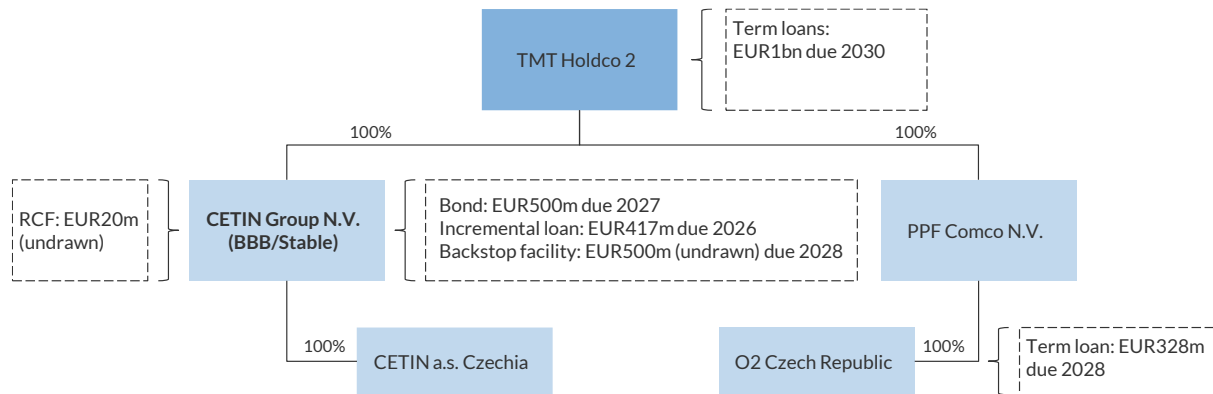 TMT Holdco 2
Term loans:
EUR1bn due 2030
100%
100%
RCF: EUR20m
(undrawn)
CETIN Group N.V.
(BBB/Stable)
Bond: EUR500m due 2027
Incremental loan: EUR417m due 2026
Backstop facility: EUR500m (undrawn) due 2028
PPF Comco N.V.
100%
CETIN a.s. Czechia
O2 Czech Republic
100%
Term loan: EUR328m
due 2028